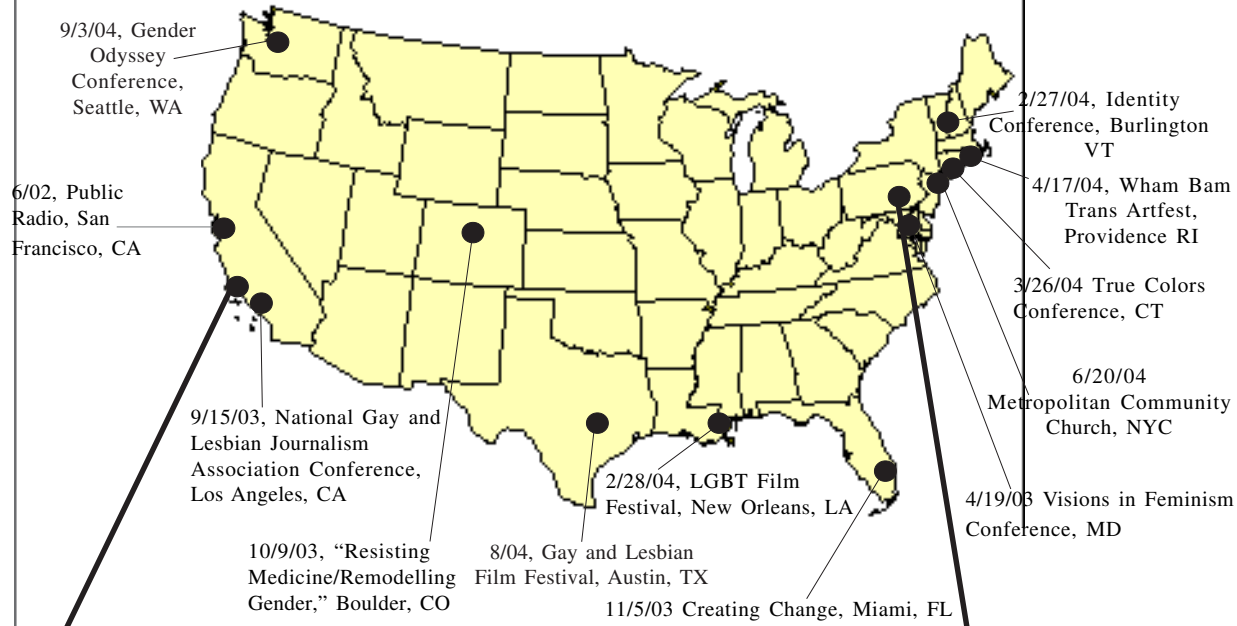 9/3/04, Gender
Odyssey
Conference,
Seattle, WA
6/02, Public
Radio, San
Francisco, CA
9/15/03, National Gay and
Lesbian Journalism
Association Conference,
Los Angeles, CA
10/9/03, “Resisting
Medicine/Remodelling
Gender,” Boulder, CO
8/04, Gay and Lesbian
Film Festival, Austin, TX
2/28/04, LGBT Film
Festival, New Orleans, LA
11/5/03 Creating Change, Miami, FL
2/27/04, Identity
Conference, Burlington
VT
4/17/04, Wham Bam
Trans Artfest,
Providence RI
3/26/04 True Colors
Conference, CT
6/20/04
Metropolitan Community
Church, NYC
4/19/03 Visions in Feminism
Conference, MD